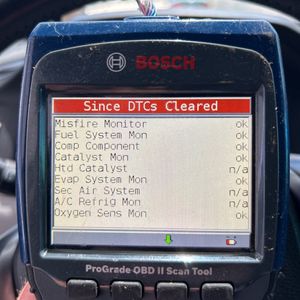 BOSCH
Since DTCs Cleared
Misfire Monitor ok
Fuel System Mon ok
Comp Component ok
Catalyst Mon ok
Htd Catalyst n/a
Evap System Mon ok
Sec Air System n/a
A/C Refrig Mon n/a
Oxygen Sens Mon ok
ProGrade OBD II Scan Tool